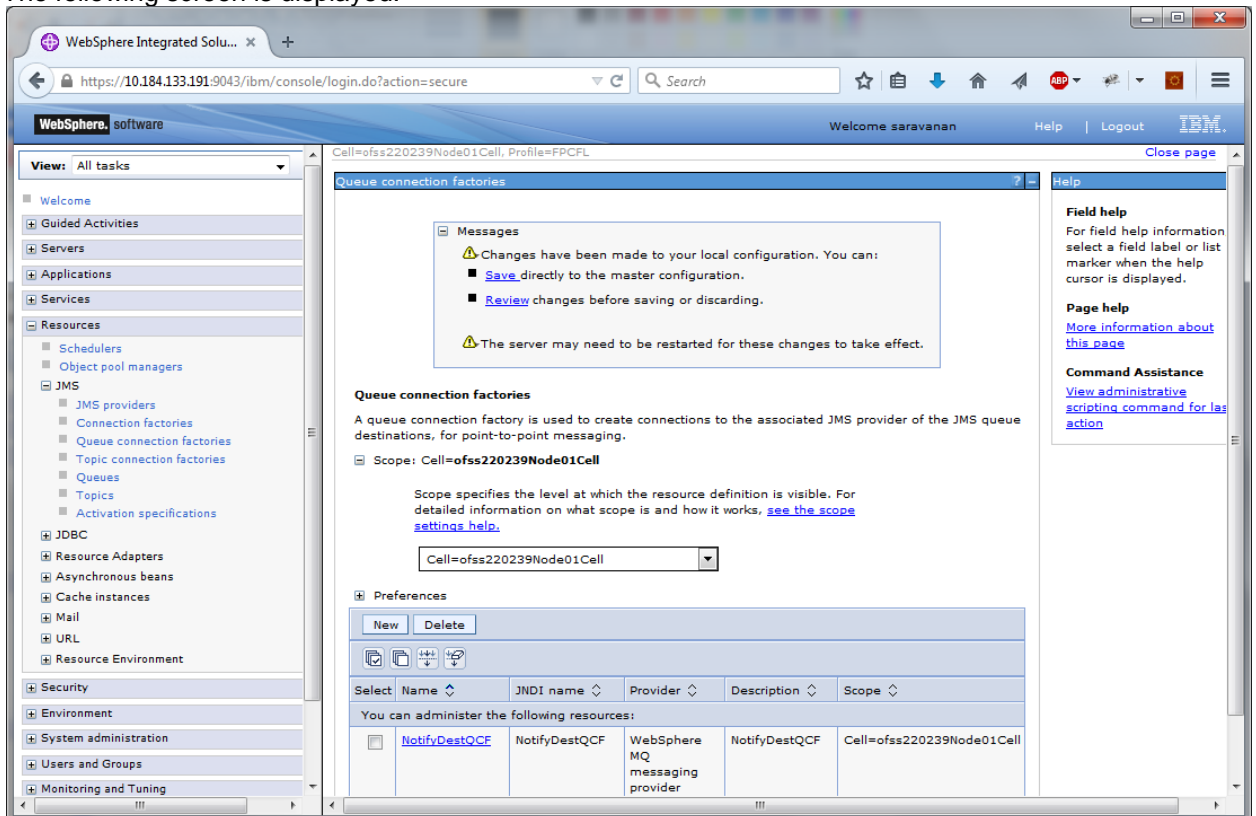 The following screen is displayed:
WebSphere Integrated Solu... × +
https://10.184.133.191:9043/ibm/console/login.do?action=secure
Search
ABP
WebSphere. software
Welcome saravanan
Help | Logout
IBM.
View: All tasks
Welcome
Guided Activities
Servers
Applications
Services
Resources
Schedulers
Object pool managers
JMS
JMS providers
Connection factories
Queue connection factories
Topic connection factories
Queues
Topics
Activation specifications
JDBC
Resource Adapters
Asynchronous beans
Cache instances
Mail
URL
Resource Environment
Security
Environment
System administration
Users and Groups
Monitoring and Tuning
Cell=ofss220239Node01Cell, Profile=FPCFL
Close page
Queue connection factories
? –
Messages
Changes have been made to your local configuration. You can:
Save directly to the master configuration.
Review changes before saving or discarding.
The server may need to be restarted for these changes to take effect.
Queue connection factories
A queue connection factory is used to create connections to the associated JMS provider of the JMS queue
destinations, for point-to-point messaging.
Scope: Cell=ofss220239Node01Cell
Scope specifies the level at which the resource definition is visible. For
detailed information on what scope is and how it works, see the scope
settings help.
Cell=ofss220239Node01Cell
Preferences
New Delete
Select Name JNDI name Provider Description Scope
You can administer the following resources:
NotifyDestQCF NotifyDestQCF WebSphere MQ messaging provider NotifyDestQCF Cell=ofss220239Node01Cell
Help
Field help
For field help information
select a field label or list
marker when the help
cursor is displayed.
Page help
More information about
this page
Command Assistance
View administrative
scripting command for las
action